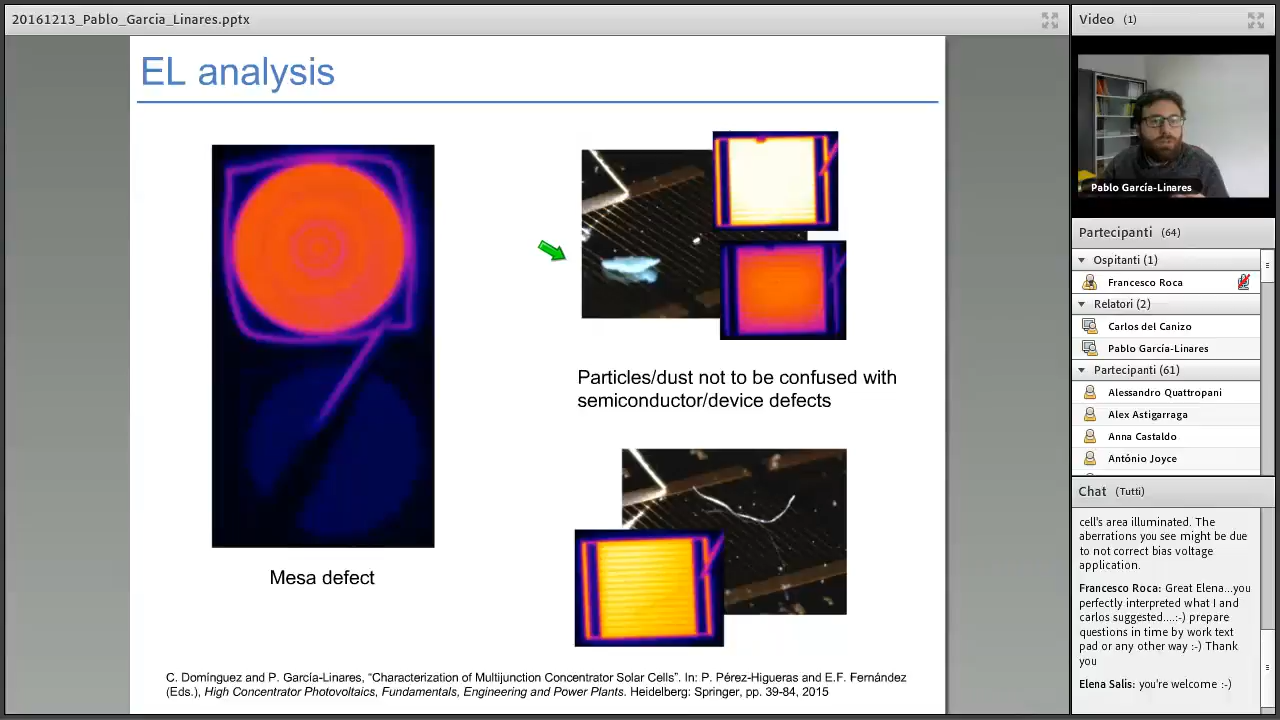 20161213_Pablo_Garcia_Linares.pptx
EL analysis
Mesa defect
Particles/dust not to be confused with
semiconductor/device defects
C. Domínguez and P. García-Linares, “Characterization of Multijunction Concentrator Solar Cells”. In: P. Pérez-Higueras and E.F. Fernández
(Eds.), High Concentrator Photovoltaics, Fundamentals, Engineering and Power Plants. Heidelberg: Springer, pp. 39-84, 2015
Video (1)
Pablo García-Linares
Partecipanti (64)
Ospitanti (1)
Francesco Roca
Relatori (2)
Carlos del Canizo
Pablo García-Linares
Partecipanti (61)
Alessandro Quattropani
Alex Astigarraga
Anna Castaldo
António Joyce
Chat (Tutti)
cell's area illuminated. The
aberrations you see might be due
to not correct bias voltage
application.
Francesco Roca: Great Elena...you
perfectly interpreted what I and
carlos suggested....:-) prepare
questions in time by work text
pad or any other way :-) Thank
you
Elena Salis: you're welcome :-)